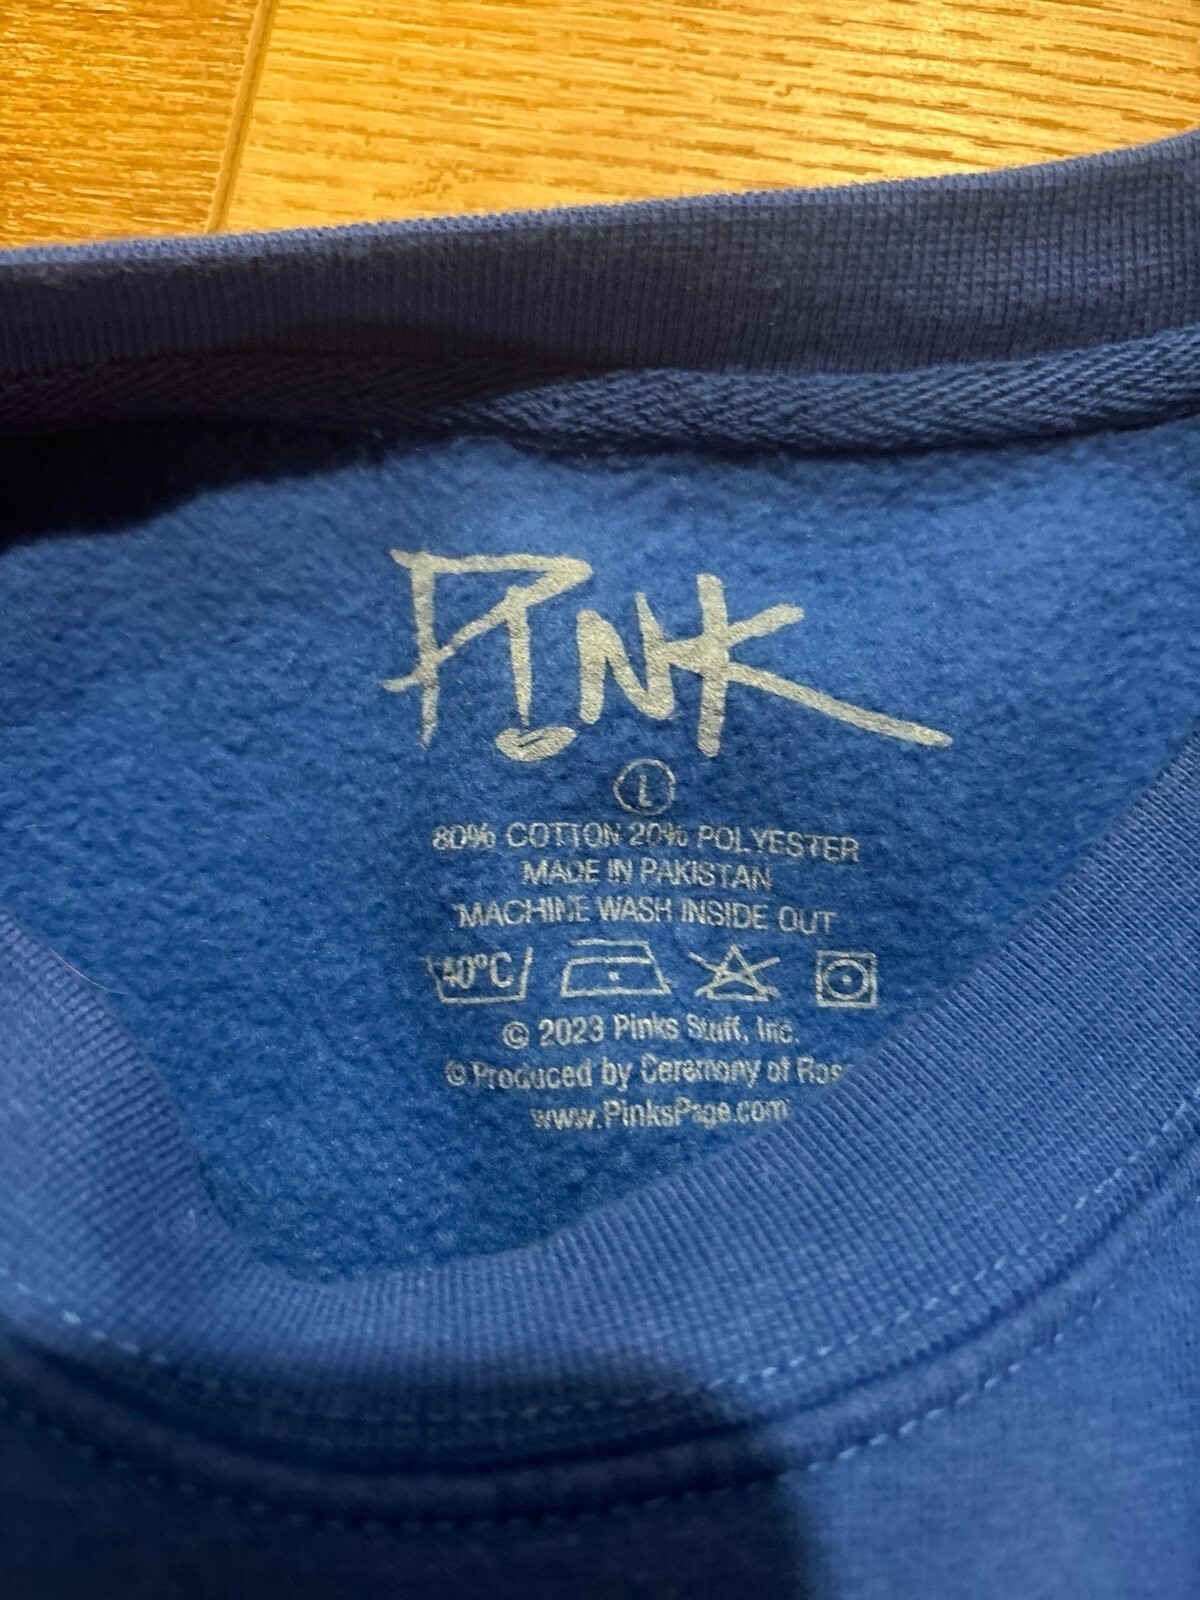 P!NK
L
80% COTTON 20% POLYESTER
MADE IN PAKISTAN
MACHINE WASH INSIDE OUT
40°C
© 2023 Pinks Stuff, Inc.
© Produced by Ceremony of
www.PinksPage.com